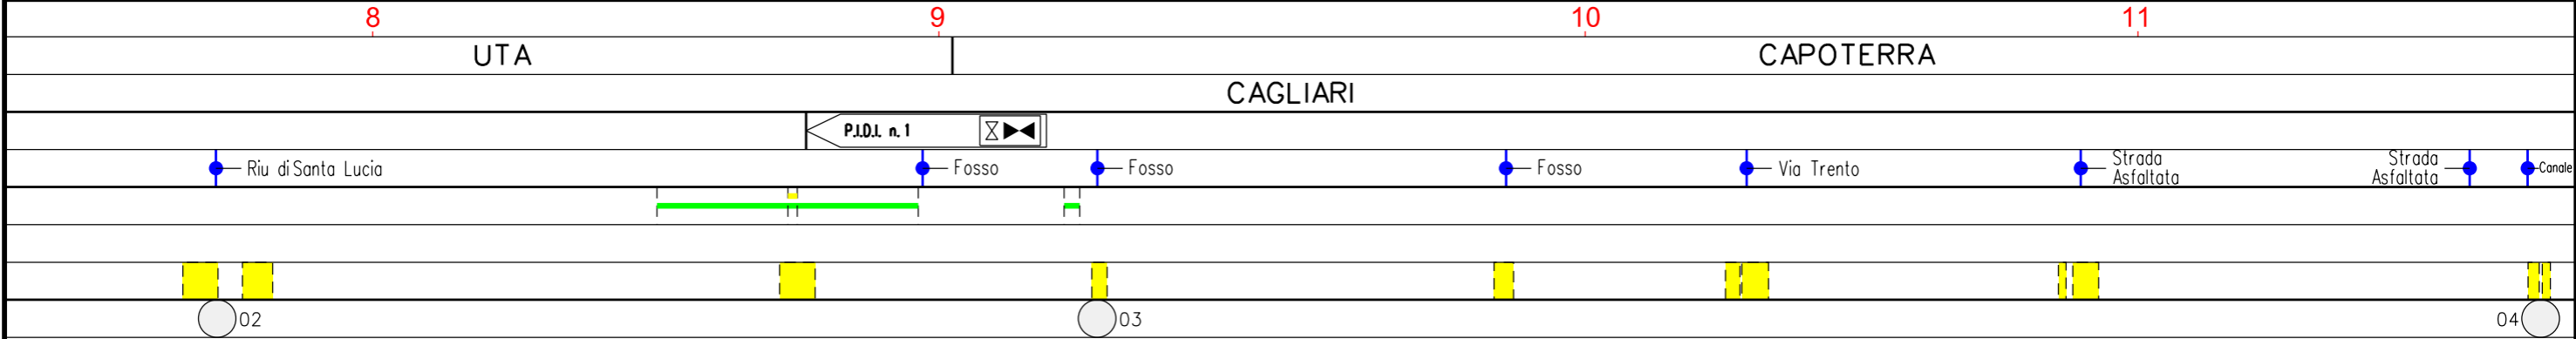 8 9 10 11
UTA CAPOTERRA
CAGLIARI
P.I.D.I. n. 1
Riu di Santa Lucia Fosso Fosso Fosso Via Trento Strada Asfaltata Strada Asfaltata Canale
02 03 04